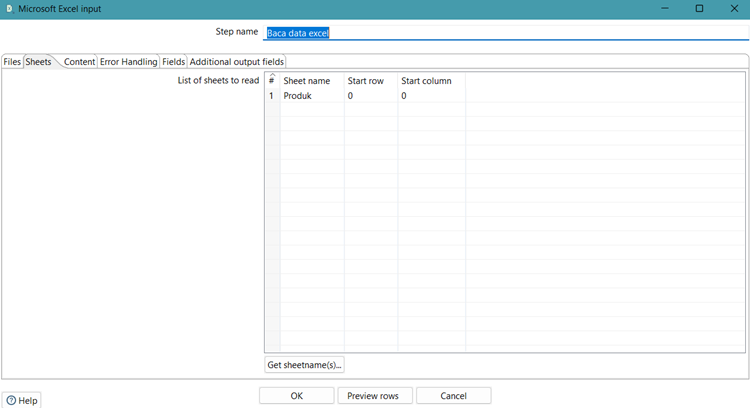 Microsoft Excel input
Step name Baca data excel
Files Sheets Content Error Handling Fields Additional output fields
List of sheets to read # Sheet name Start row Start column
1 Produk 0 0
Get sheetname(s)...
OK Preview rows Cancel
Help